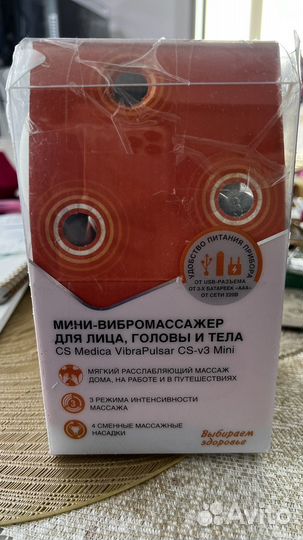 УДОБСТВО ПИТАНИЯ ПРИБОРА
ОТ USB-РАЗЪЕМА
ОТ 3-Х БАТАРЕЕК «ААА»
ОТ СЕТИ 220В
МИНИ-ВИБРОМАССАЖЕР
ДЛЯ ЛИЦА, ГОЛОВЫ И ТЕЛА
CS Medica VibraPulsar CS-v3 Mini
МЯГКИЙ РАССЛАБЛЯЮЩИЙ МАССАЖ
ДОМА, НА РАБОТЕ И В ПУТЕШЕСТВИЯХ
3
3 РЕЖИМА ИНТЕНСИВНОСТИ
МАССАЖА
4 СМЕННЫЕ МАССАЖНЫЕ
НАСАДКИ
Выбираем
здоровье
Avito